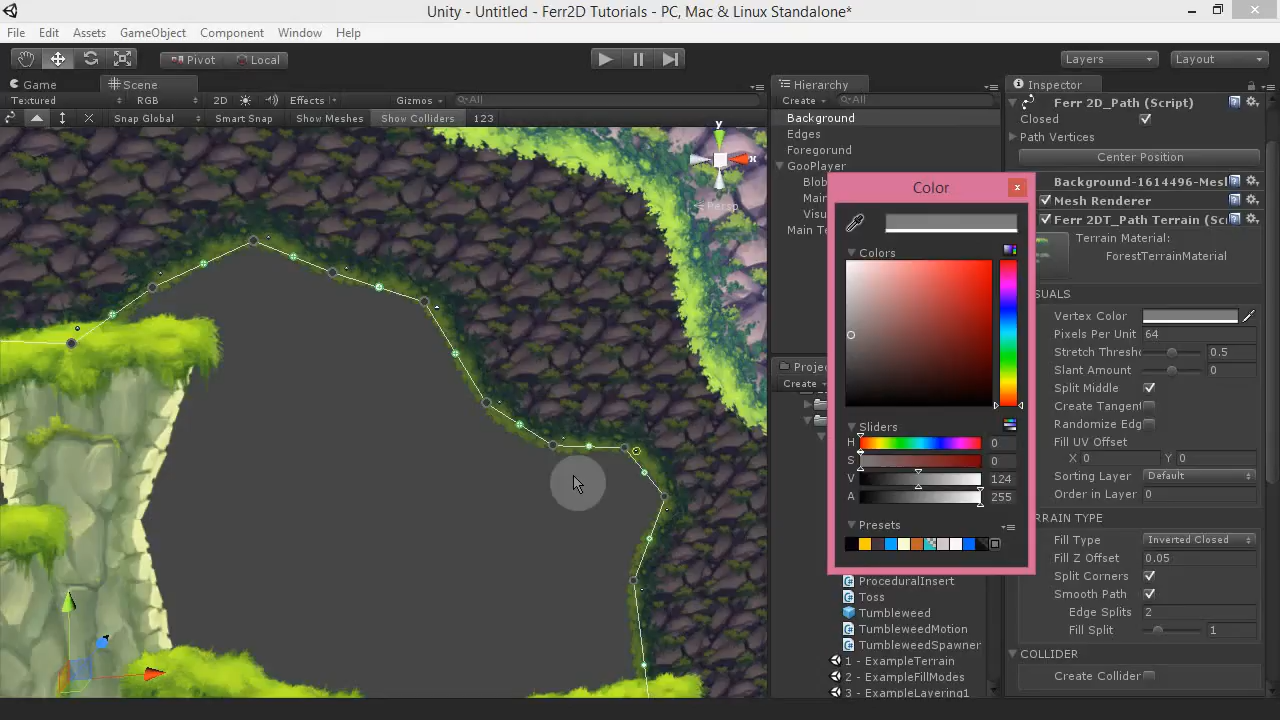 Unity - Untitled - Ferr2D Tutorials - PC, Mac & Linux Standalone*
File Edit Assets GameObject Component Window Help
Pivot Local Layers Layout
Game Scene Hierarchy Inspector
Textured RGB 2D Effects Gizmos All Create All Ferr 2D_Path (Script)
Snap Global Smart Snap Show Meshes Show Colliders 123 Background Closed
Edges Path Vertices
Foregorund Center Position
GooPlayer
Blob
Main
Visu
Main Te
Projec
Create
Color
Colors
Sliders
H 0
S 0
V 124
A 255
Presets
y
x
Persp
Background-1614496-Mesl
Mesh Renderer
Ferr 2DT_Path Terrain (Scr
Terrain Material:
ForestTerrainMaterial
SUALS
Vertex Color
Pixels Per Unit 64
Stretch Thresh 0.5
Slant Amount 0
Split Middle
Create Tangent
Randomize Edg
Fill UV Offset
X 0 Y 0
Sorting Layer Default
Order in Layer 0
RRAIN TYPE
Fill Type Inverted Closed
Fill Z Offset 0.05
Split Corners
Smooth Path
Edge Splits 2
Fill Split 1
COLLIDER
Create Collider
ProceduralInsert
Toss
Tumbleweed
TumbleweedMotion
TumbleweedSpawner
1 - ExampleTerrain
2 - ExampleFillModes
3 - ExampleLayering1